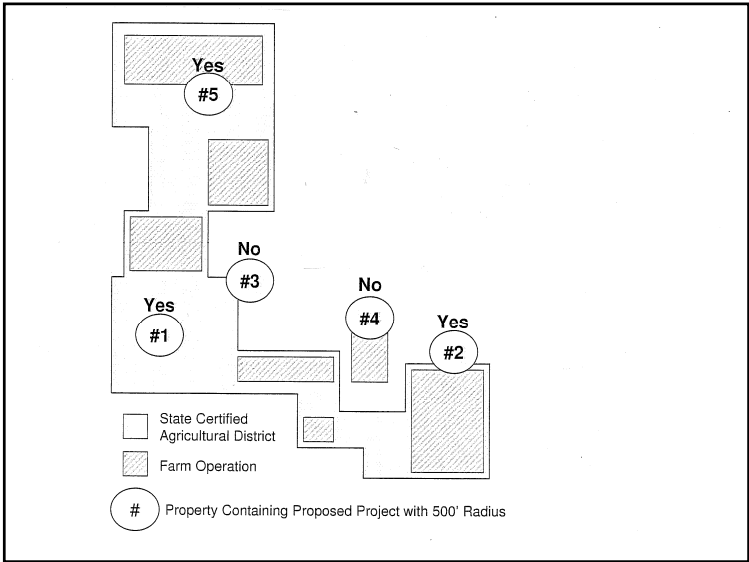 Yes
#5
No
#3
Yes
#1
No
#4
Yes
#2
State Certified
Agricultural District
Farm Operation
# Property Containing Proposed Project with 500' Radius